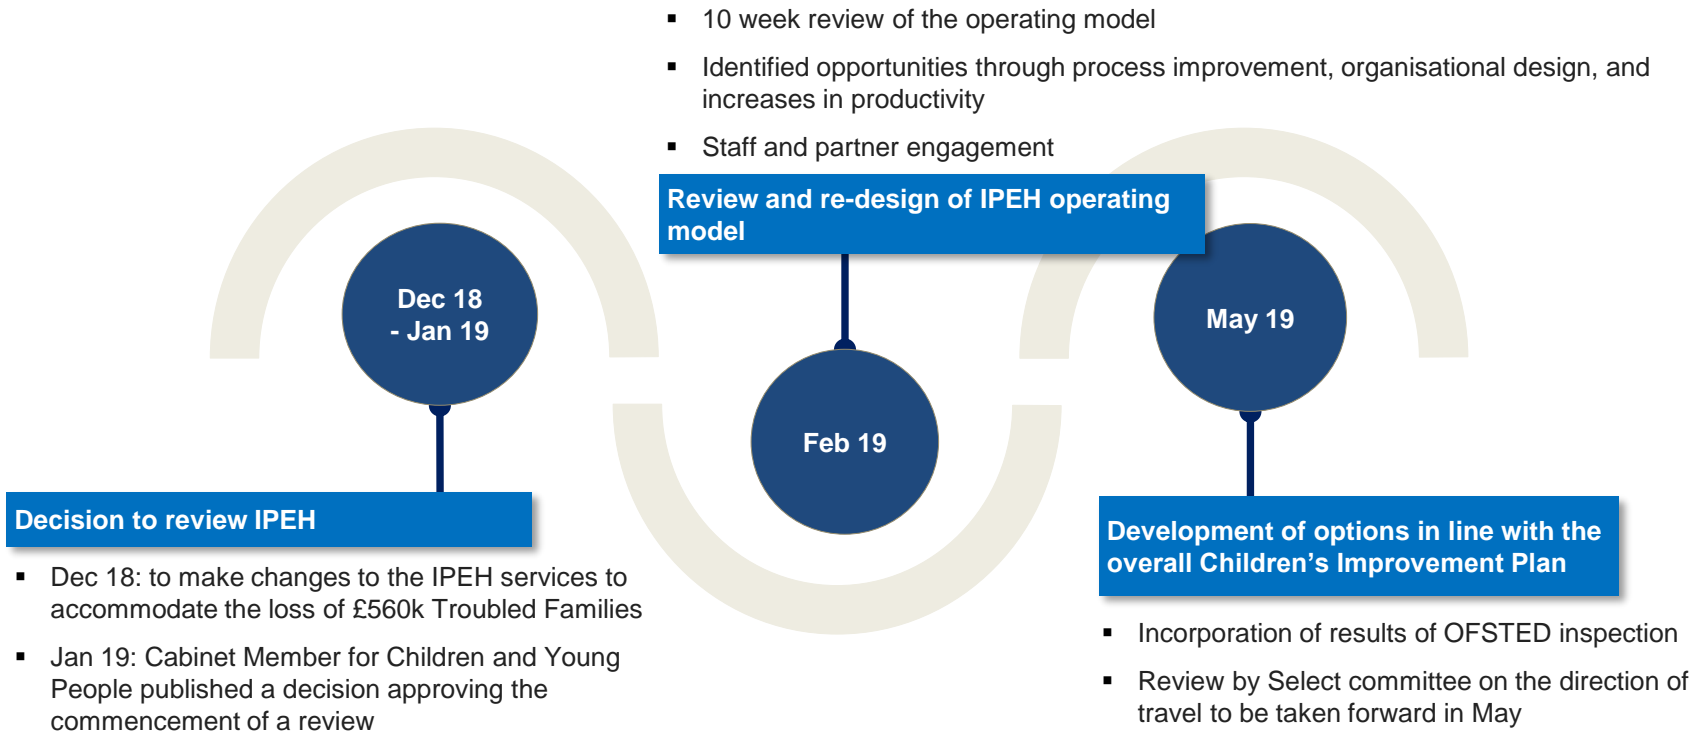 ▪ 10 week review of the operating model
▪ Identified opportunities through process improvement, organisational design, and
increases in productivity
▪ Staff and partner engagement
Review and re-design of IPEH operating
model
Dec 18
- Jan 19
Feb 19
May 19
Decision to review IPEH
▪ Dec 18: to make changes to the IPEH services to
accommodate the loss of £560k Troubled Families
▪ Jan 19: Cabinet Member for Children and Young
People published a decision approving the
commencement of a review
Development of options in line with the
overall Children’s Improvement Plan
▪ Incorporation of results of OFSTED inspection
▪ Review by Select committee on the direction of
travel to be taken forward in May